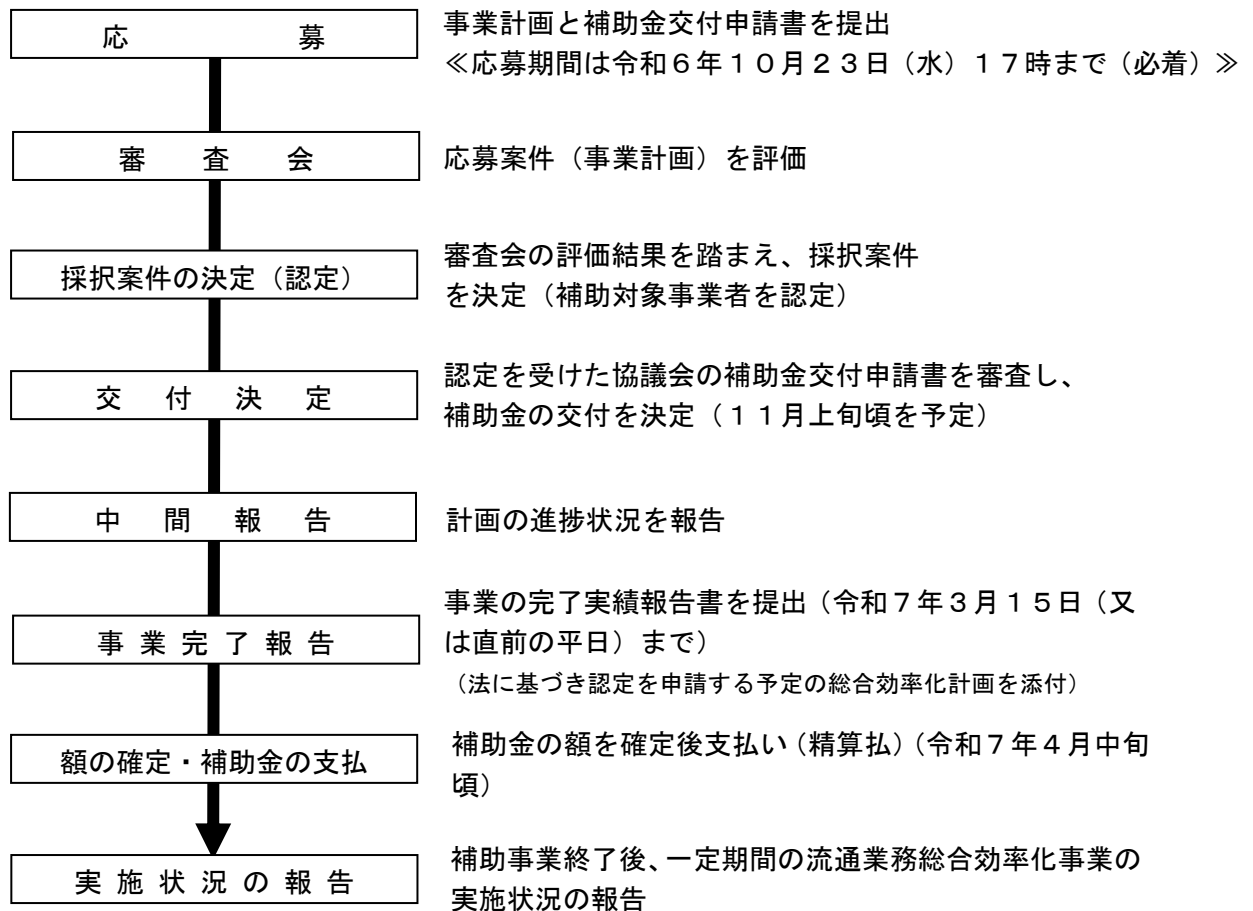 応募
事業計画と補助金交付申請書を提出
≪応募期間は令和６年１０月２３日（水）１７時まで（必着）≫
審査会
応募案件（事業計画）を評価
採択案件の決定（認定）
審査会の評価結果を踏まえ、採択案件
を決定（補助対象事業者を認定）
交付決定
認定を受けた協議会の補助金交付申請書を審査し、
補助金の交付を決定（１１月上旬頃を予定）
中間報告
計画の進捗状況を報告
事業完了報告
事業の完了実績報告書を提出（令和７年３月１５日（又
は直前の平日）まで）
（法に基づき認定を申請する予定の総合効率化計画を添付）
額の確定・補助金の支払
補助金の額を確定後支払い（精算払）（令和７年４月中旬
頃）
実施状況の報告
補助事業終了後、一定期間の流通業務総合効率化事業の
実施状況の報告